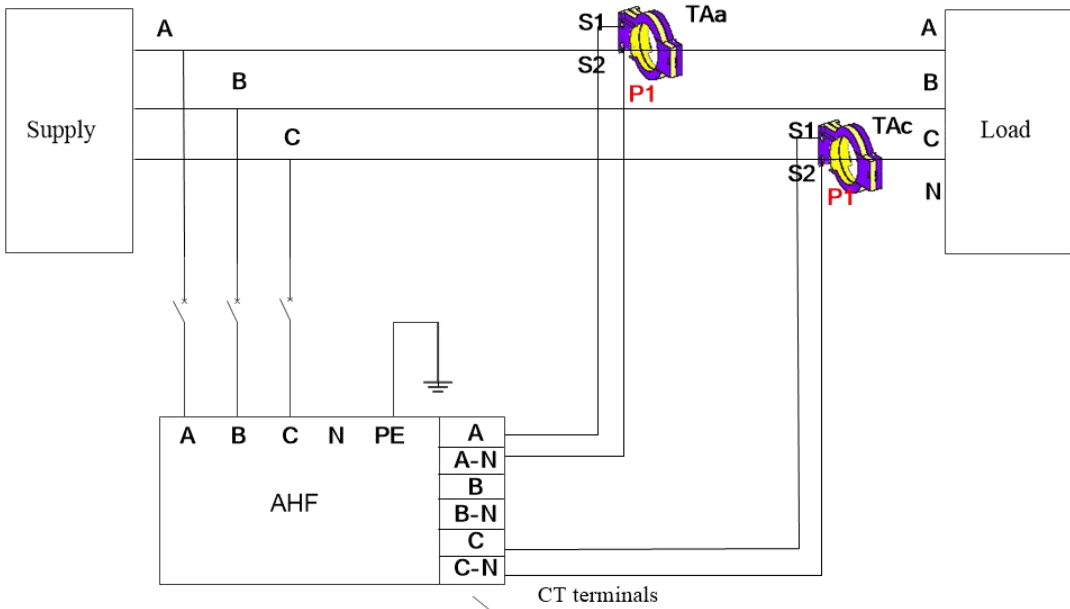 A
S1
TAa
A
S2
B
P1
B
Supply
C
S1
TAc
C
Load
S2
P1
N
A B C N PE
A
A-N
AHF
B
B-N
C
C-N
CT terminals